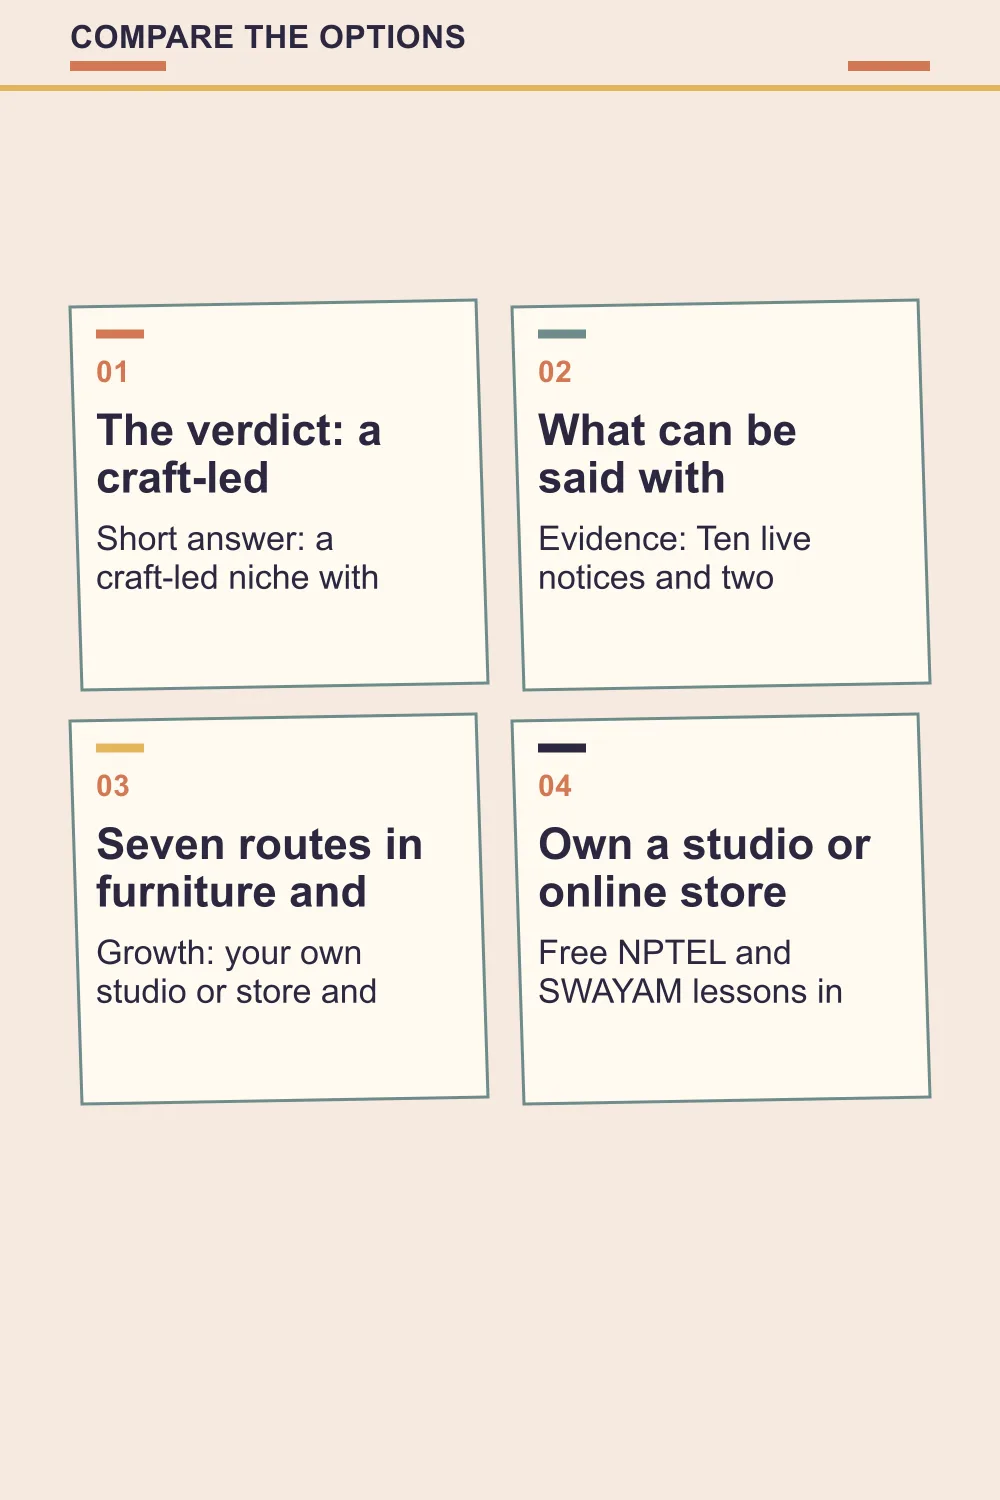 COMPARE THE OPTIONS
01
The verdict: a
craft-led
Short answer: a
craft-led niche with
02
What can be
said with
Evidence: Ten live
notices and two
03
Seven routes in
furniture and
Growth: your own
studio or store and
04
Own a studio or
online store
Free NPTEL and
SWAYAM lessons in